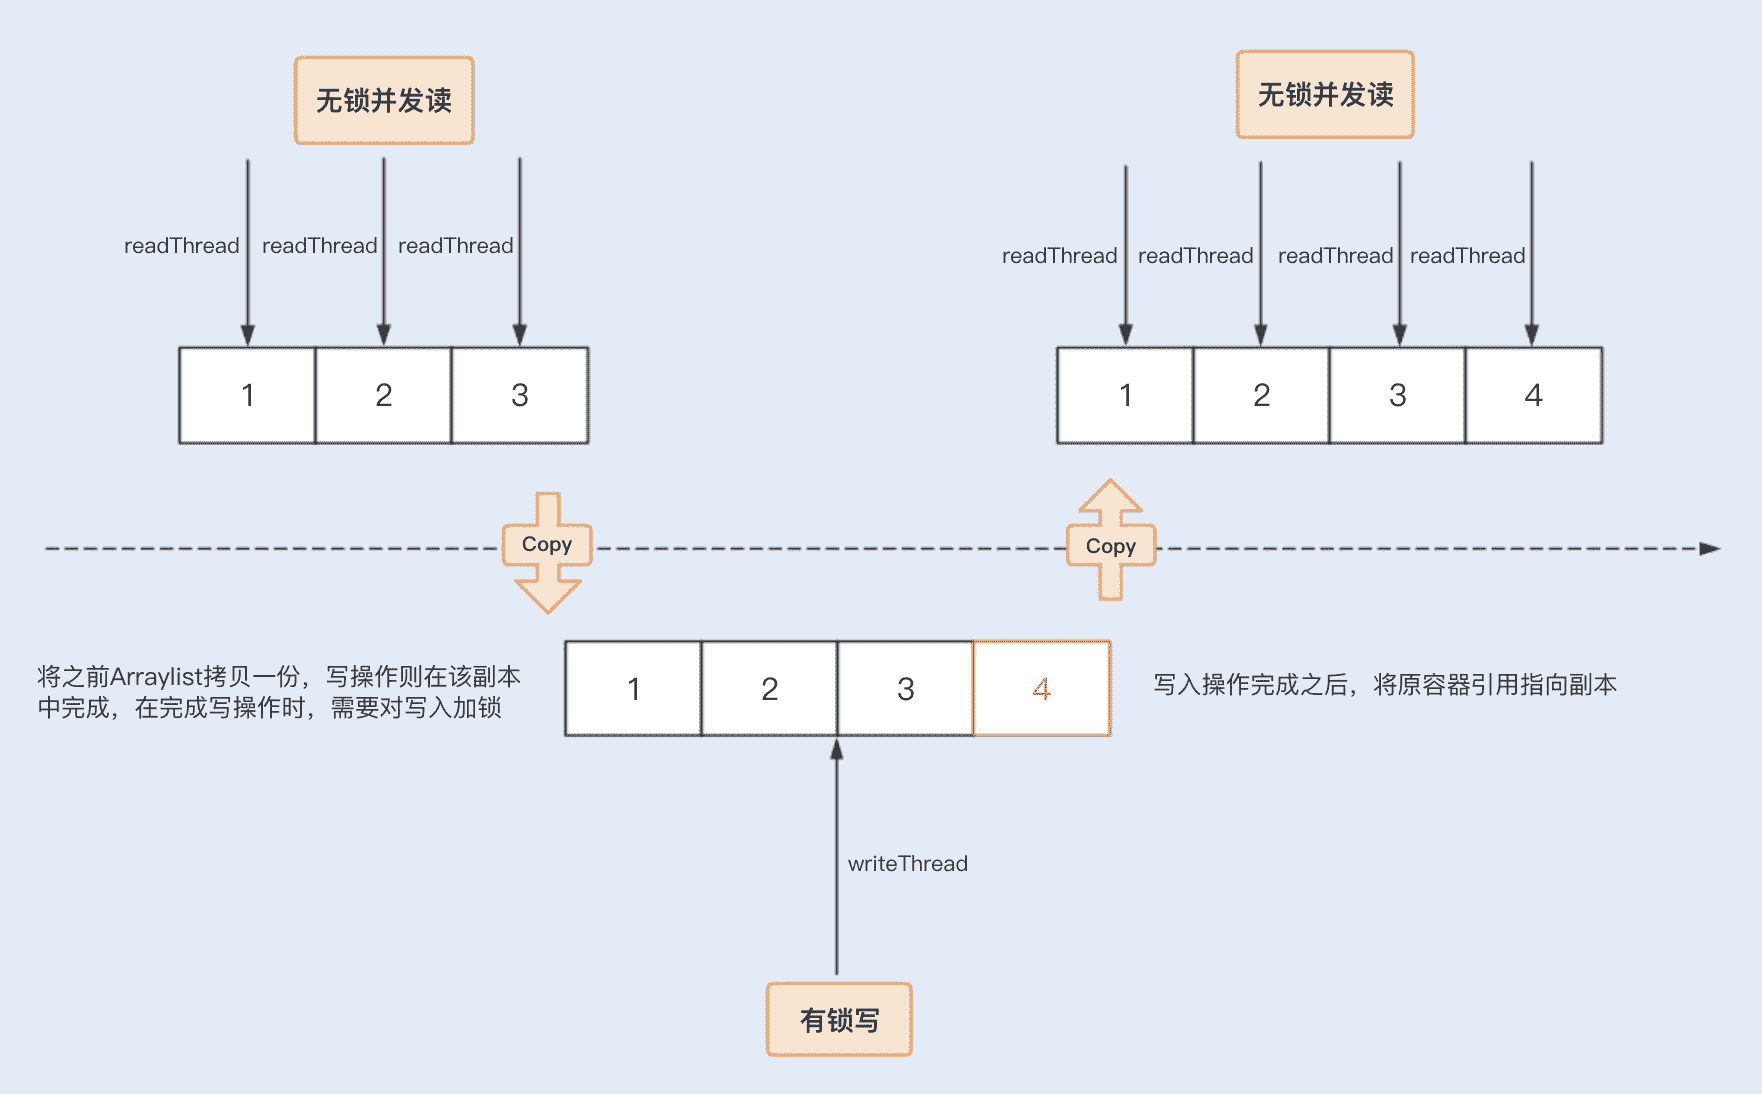 无锁并发读
无锁并发读
readThread readThread readThread
readThread readThread readThread readThread
1 2 3
1 2 3 4
Copy
Copy
将之前Arraylist拷贝一份，写操作则在该副本
中完成，在完成写操作时，需要对写入加锁
1 2 3 4
写入操作完成之后，将原容器引用指向副本
writeThread
有锁写